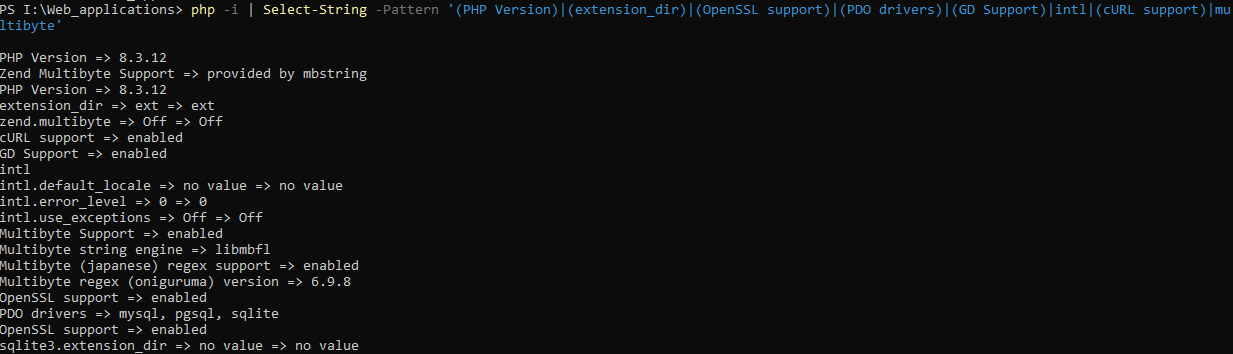 PS I:\Web_applications> php -i | Select-String -Pattern '(PHP Version)|(extension_dir)|(OpenSSL support)|(PDO drivers)|(GD Support)|intl|(cURL support)|mu
ltibyte'
PHP Version => 8.3.12
Zend Multibyte Support => provided by mbstring
PHP Version => 8.3.12
extension_dir => ext => ext
zend.multibyte => Off => Off
cURL support => enabled
GD Support => enabled
intl
intl.default_locale => no value => no value
intl.error_level => 0 => 0
intl.use_exceptions => Off => Off
Multibyte Support => enabled
Multibyte string engine => libmbfl
Multibyte (japanese) regex support => enabled
Multibyte regex (oniguruma) version => 6.9.8
OpenSSL support => enabled
PDO drivers => mysql, pgsql, sqlite
OpenSSL support => enabled
sqlite3.extension_dir => no value => no value